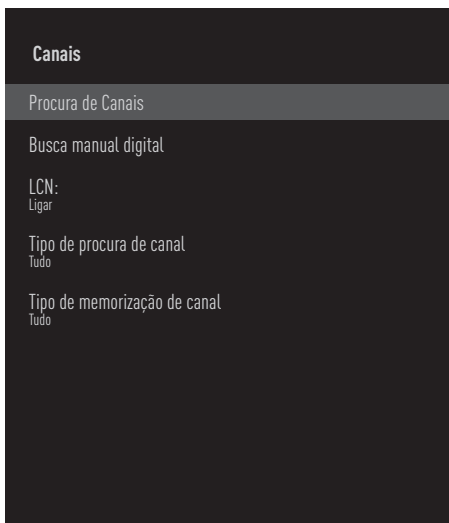 Canais
Procura de Canais
Busca manual digital
LCN:
Ligar
Tipo de procura de canal
Tudo
Tipo de memorização de canal
Tudo